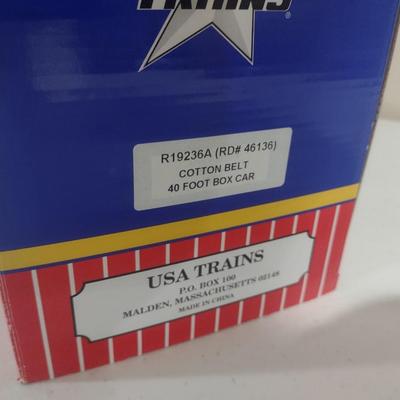 TRAINS®
R19236A (RD# 46136)
COTTON BELT
40 FOOT BOX CAR
USA TRAINS
P.O. BOX 100
MALDEN, MASSACHUSETTS 02148
MADE IN CHINA